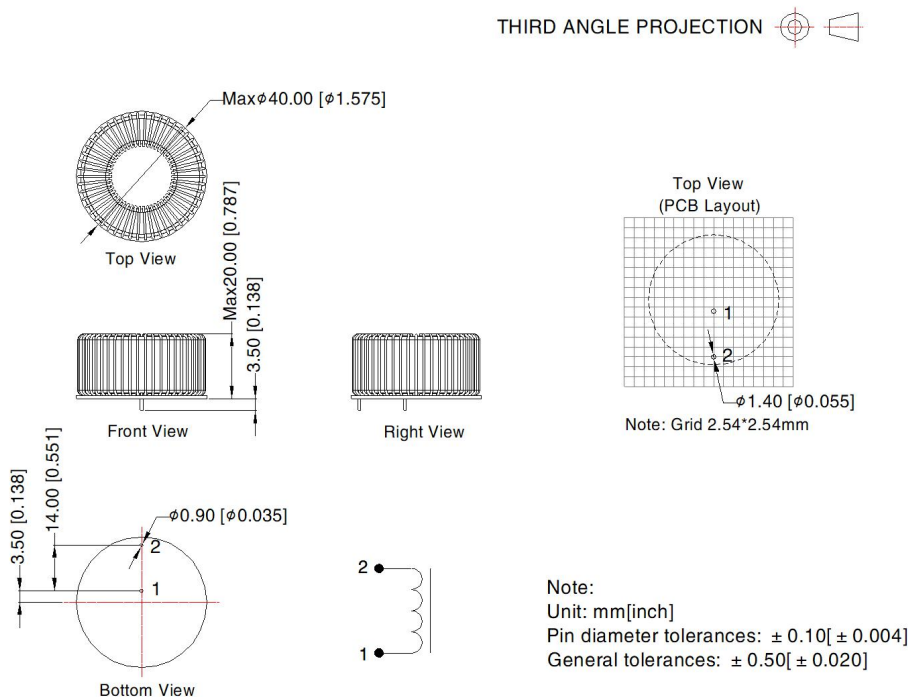 THIRD ANGLE PROJECTION
Maxφ40.00 [φ1.575]
Top View
Max20.00 [0.787]
3.50 [0.138]
Front View
Right View
Top View
(PCB Layout)
1
2
φ1.40 [φ0.055]
Note: Grid 2.54*2.54mm
3.50 [0.138]
14.00 [0.551]
φ0.90 [φ0.035]
2
1
Bottom View
2
1
Note:
Unit: mm[inch]
Pin diameter tolerances: ± 0.10[ ± 0.004]
General tolerances: ± 0.50[ ± 0.020]